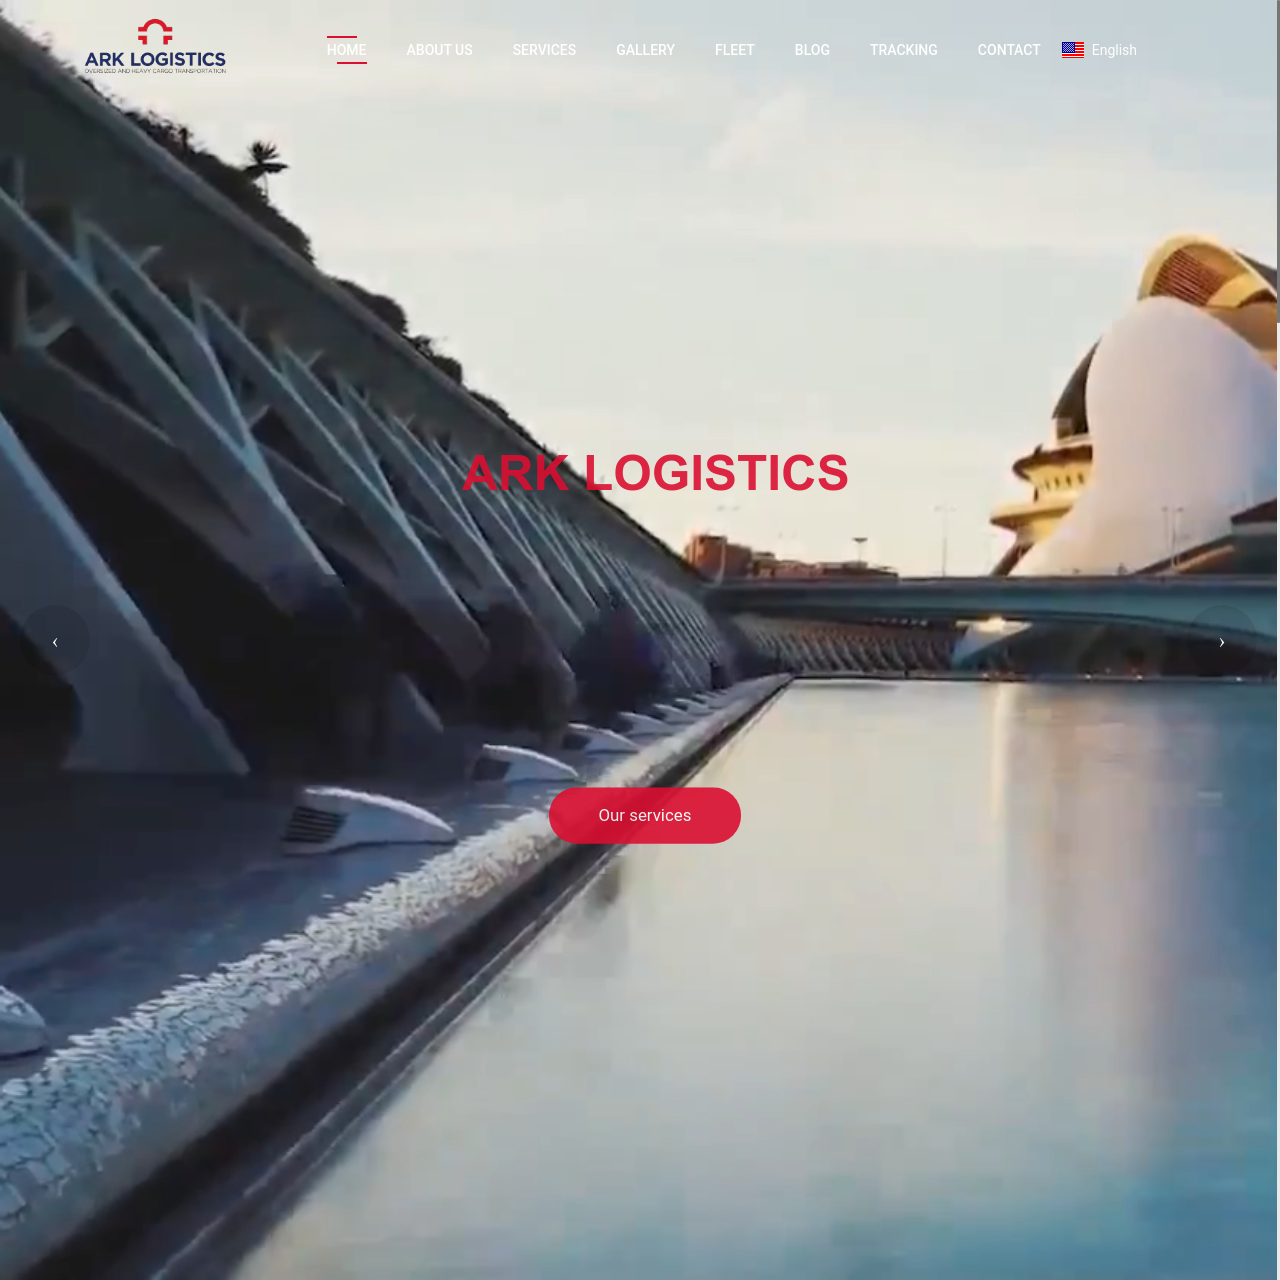 ARK LOGISTICS
OVERSIZED AND HEAVY CARGO TRANSPORTATION
HOME
ABOUT US
SERVICES
GALLERY
FLEET
BLOG
TRACKING
CONTACT
English
ARK LOGISTICS
‹
›
Our services